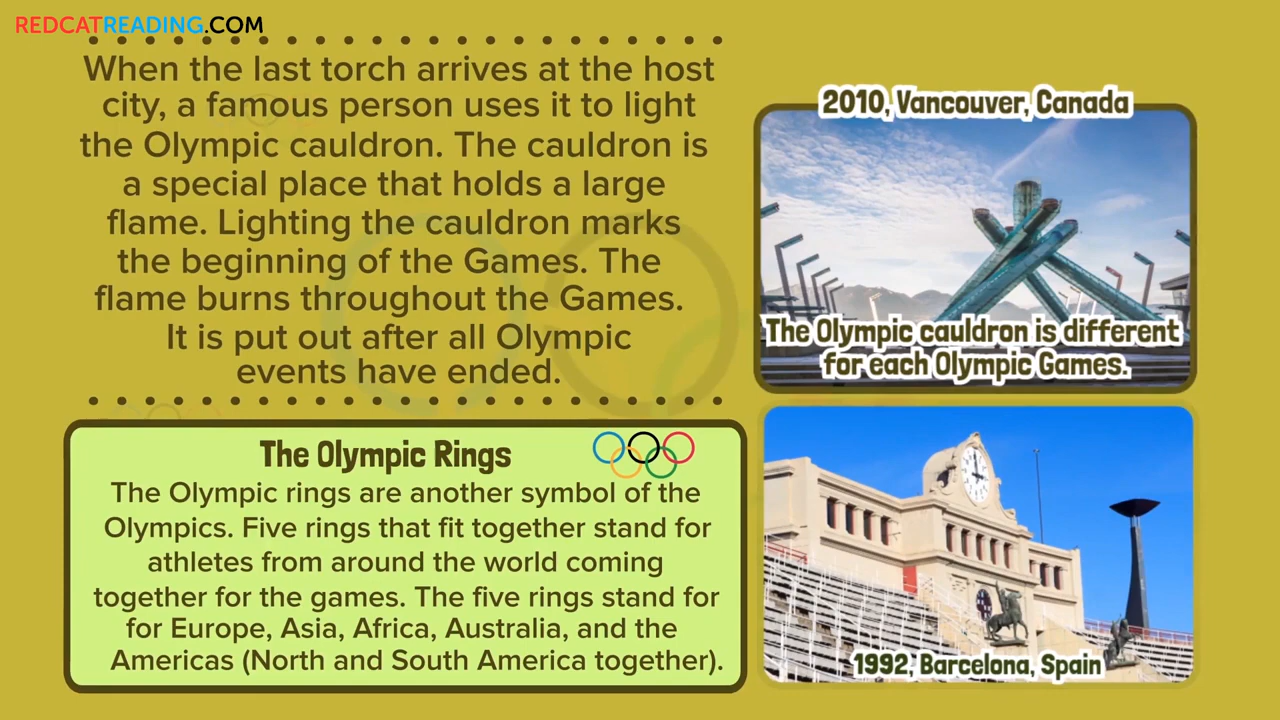 REDCATREADING.COM
When the last torch arrives at the host
city, a famous person uses it to light
the Olympic cauldron. The cauldron is
a special place that holds a large
flame. Lighting the cauldron marks
the beginning of the Games. The
flame burns throughout the Games.
It is put out after all Olympic
events have ended.
The Olympic Rings
The Olympic rings are another symbol of the
Olympics. Five rings that fit together stand for
athletes from around the world coming
together for the games. The five rings stand for
for Europe, Asia, Africa, Australia, and the
Americas (North and South America together).
2010, Vancouver, Canada
The Olympic cauldron is different
for each Olympic Games.
1992, Barcelona, Spain